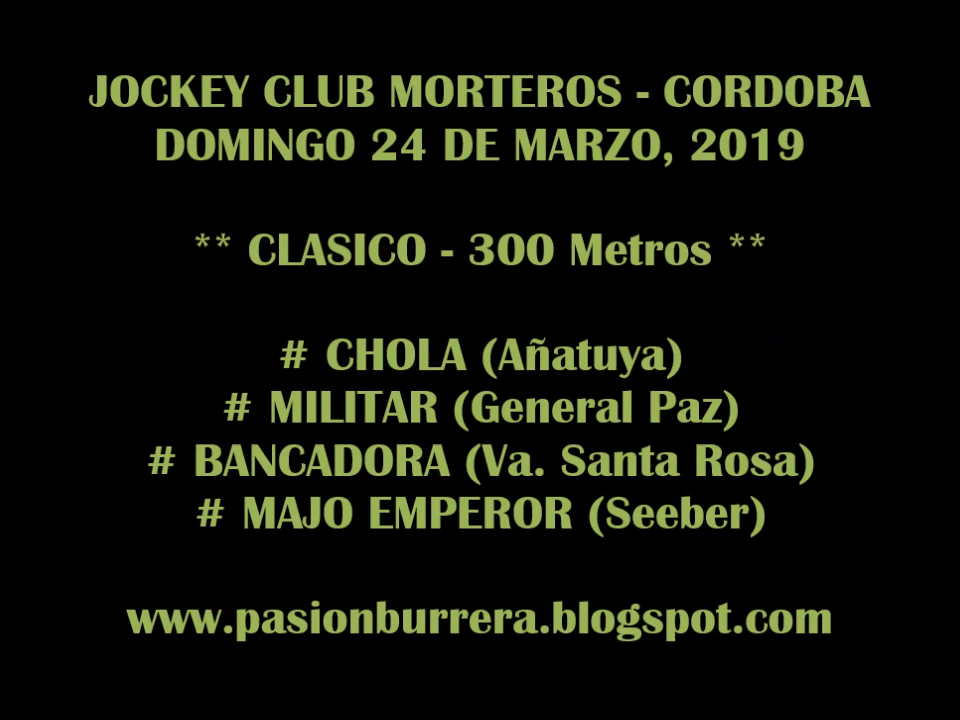 JOCKEY CLUB MORTEROS - CORDOBA
DOMINGO 24 DE MARZO, 2019
** CLASICO - 300 Metros **
# CHOLA (Añatuya)
# MILITAR (General Paz)
# BANCADORA (Va. Santa Rosa)
# MAJO EMPEROR (Seeber)
www.pasionburrera.blogspot.com